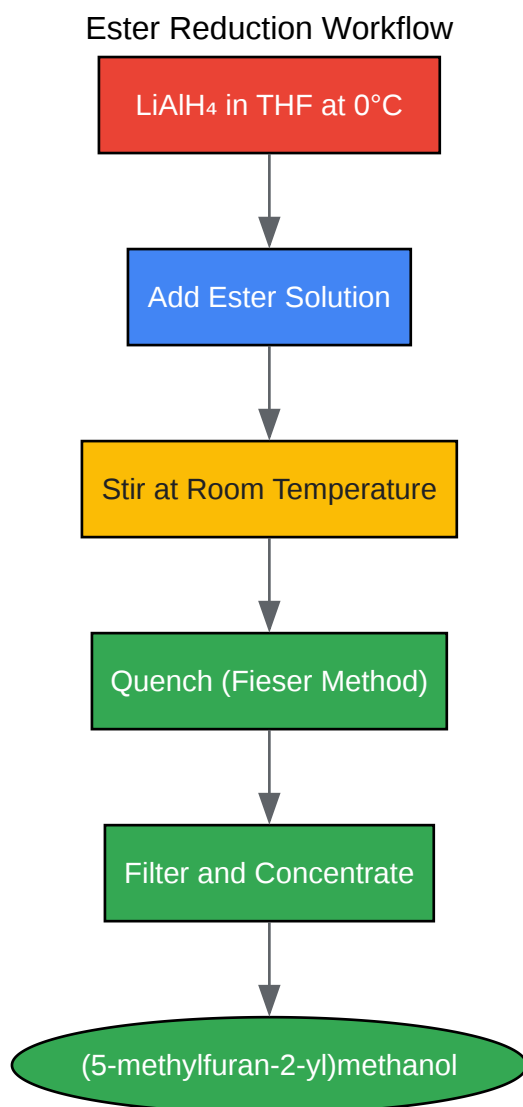 Ester Reduction Workflow
LiAlH₄ in THF at 0°C
Add Ester Solution
Stir at Room Temperature
Quench (Fieser Method)
Filter and Concentrate
(5-methylfuran-2-yl)methanol